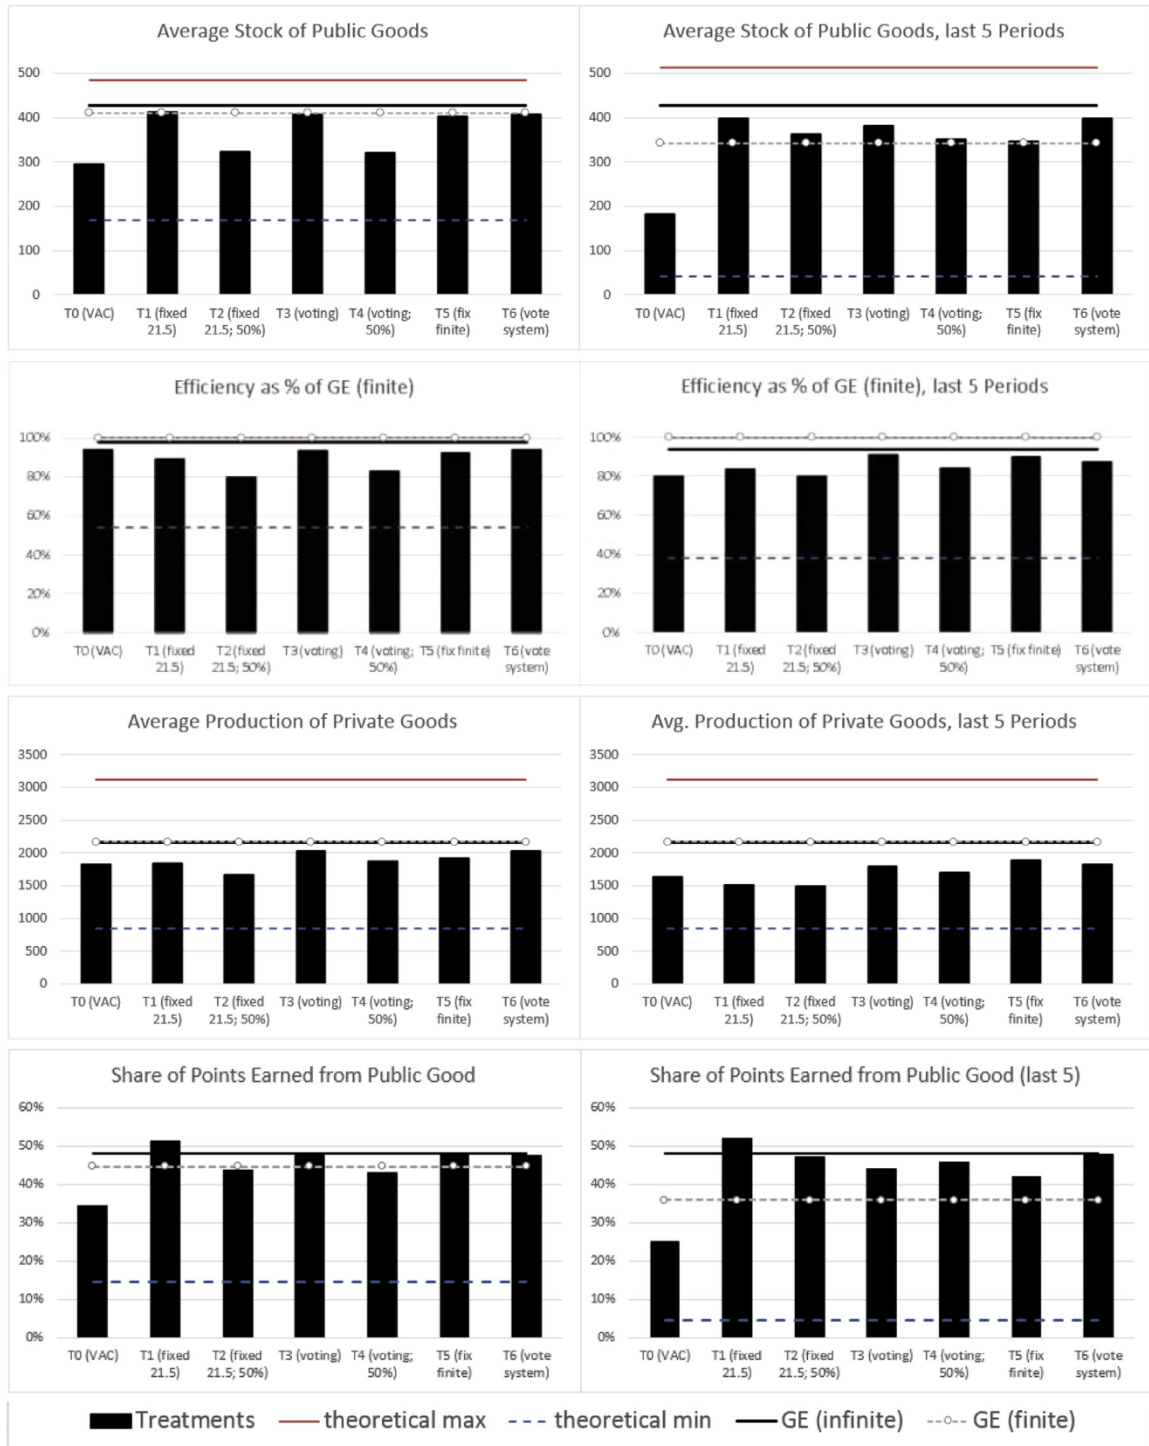 Average Stock of Public Goods
500
400
300
200
100
0
T0 (VAC) T1 (fixed T2 (fixed T3 (voting) T4 (voting; T5 (fix T6 (vote
21.5) 21.5; 50%) 50%) finite) system)
Average Stock of Public Goods, last 5 Periods
500
400
300
200
100
0
T0 (VAC) T1 (fixed T2 (fixed T3 (voting) T4 (voting; T5 (fix T6 (vote
21.5) 21.5; 50%) 50%) finite) system)
Efficiency as % of GE (finite)
100%
80%
60%
40%
20%
0%
T0 (VAC) T1 (fixed T2 (fixed T3 (voting) T4 (voting; T5 (fix finite) T6 (vote
21.5) 21.5; 50%) 50%) system)
Efficiency as % of GE (finite), last 5 Periods
100%
80%
60%
40%
20%
0%
T0 (VAC) T1 (fixed T2 (fixed T3 (voting) T4 (voting; T5 (fix finite) T6 (vote
21.5) 21.5; 50%) 50%) system)
Average Production of Private Goods
3500
3000
2500
2000
1500
1000
500
0
T0 (VAC) T1 (fixed T2 (fixed T3 (voting) T4 (voting; T5 (fix T6 (vote
21.5) 21.5; 50%) 50%) finite) system)
Avg. Production of Private Goods, last 5 Periods
3500
3000
2500
2000
1500
1000
500
0
T0 (VAC) T1 (fixed T2 (fixed T3 (voting) T4 (voting; T5 (fix T6 (vote
21.5) 21.5; 50%) 50%) finite) system)
Share of Points Earned from Public Good
60%
50%
40%
30%
20%
10%
0%
T0 (VAC) T1 (fixed T2 (fixed T3 (voting) T4 (voting; T5 (fix T6 (vote
21.5) 21.5; 50%) 50%) finite) system)
Share of Points Earned from Public Good (last 5)
60%
50%
40%
30%
20%
10%
0%
T0 (VAC) T1 (fixed T2 (fixed T3 (voting) T4 (voting; T5 (fix T6 (vote
21.5) 21.5; 50%) 50%) finite) system)
Treatments theoretical max theoretical min GE (infinite) GE (finite)